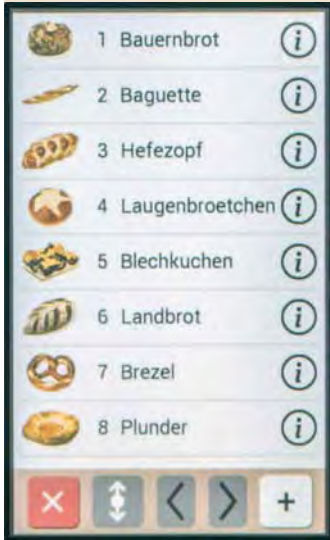 1 Bauernbrot i
2 Baguette i
3 Hefezopf i
4 Laugenbroetchen i
5 Blechkuchen i
6 Landbrot i
7 Brezel i
8 Plunder i